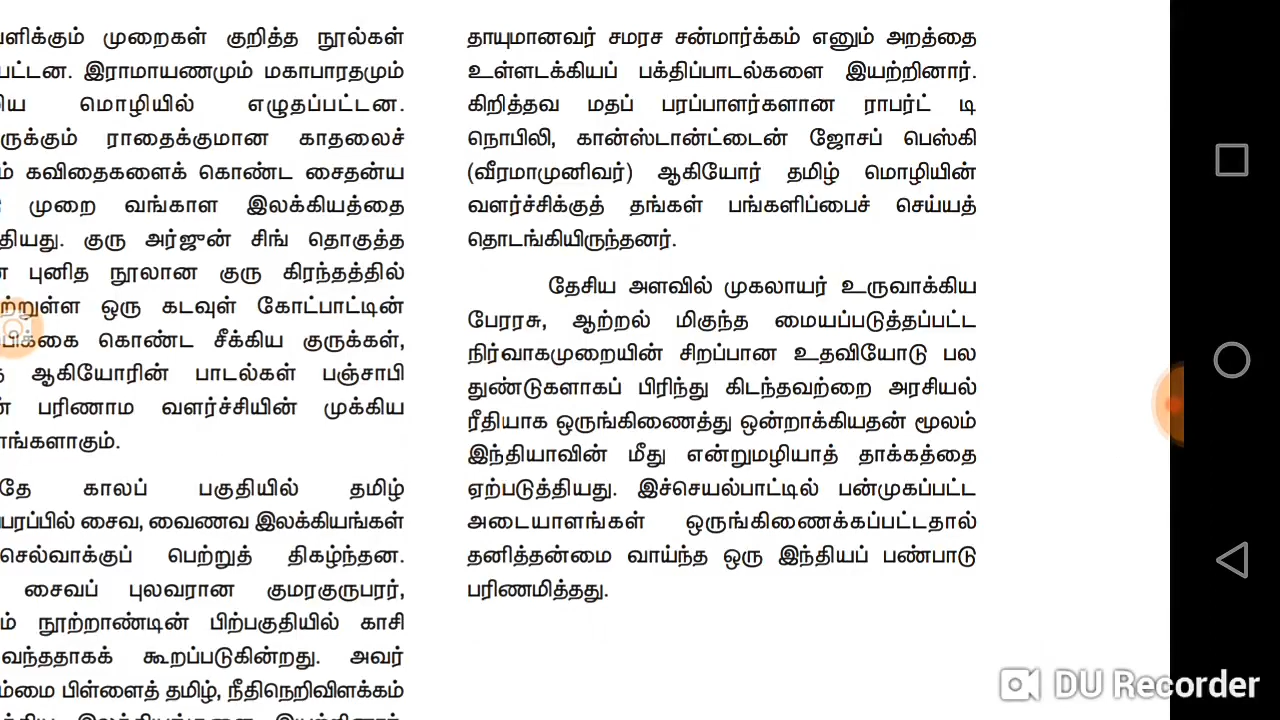 முறைகள் குறித்த நூல்கள்
இராமாயணமும் மகாபாரதமும்
மொழியில் எழுதப்பட்டன.
ராதைக்குமான காதலைச்
கவிதைகளைக் கொண்ட சைதன்ய
முறை வங்காள இலக்கியத்தை
குரு அர்ஜுன் சிங் தொகுத்த
புனித நூலான குரு கிரந்தத்தில்
ஒரு கடவுள் கோட்பாட்டின்
கொண்ட சீக்கிய குருக்கள்,
ஆகியோரின் பாடல்கள் பஞ்சாபி
பரிணாம வளர்ச்சியின் முக்கிய
காலப் பகுதியில் தமிழ்
சைவ, வைணவ இலக்கியங்கள்
பெற்றுத் திகழ்ந்தன.
சைவப் புலவரான குமரகுருபரர்,
நூற்றாண்டின் பிற்பகுதியில் காசி
கூறப்படுகின்றது. அவர்
பிள்ளைத் தமிழ், நீதிநெறிவிளக்கம்
தாயுமானவர் சமரச சன்மார்க்கம் எனும் அறத்தை
உள்ளடக்கியப் பக்திப்பாடல்களை இயற்றினார்.
கிறித்தவ மதப் பரப்பாளர்களான ராபர்ட் டி
நொபிலி, கான்ஸ்டான்ட்டைன் ஜோசப் பெஸ்கி
(வீரமாமுனிவர்) ஆகியோர் தமிழ் மொழியின்
வளர்ச்சிக்குத் தங்கள் பங்களிப்பைச் செய்யத்
தொடங்கியிருந்தனர்.
தேசிய அளவில் முகலாயர் உருவாக்கிய
பேரரசு, ஆற்றல் மிகுந்த மையப்படுத்தப்பட்ட
நிர்வாகமுறையின் சிறப்பான உதவியோடு பல
துண்டுகளாகப் பிரிந்து கிடந்தவற்றை அரசியல்
ரீதியாக ஒருங்கிணைத்து ஒன்றாக்கியதன் மூலம்
இந்தியாவின் மீது என்றுமழியாத் தாக்கத்தை
ஏற்படுத்தியது. இச்செயல்பாட்டில் பன்முகப்பட்ட
அடையாளங்கள் ஒருங்கிணைக்கப்பட்டதால்
தனித்தன்மை வாய்ந்த ஒரு இந்தியப் பண்பாடு
பரிணமித்தது.
DU Recorder